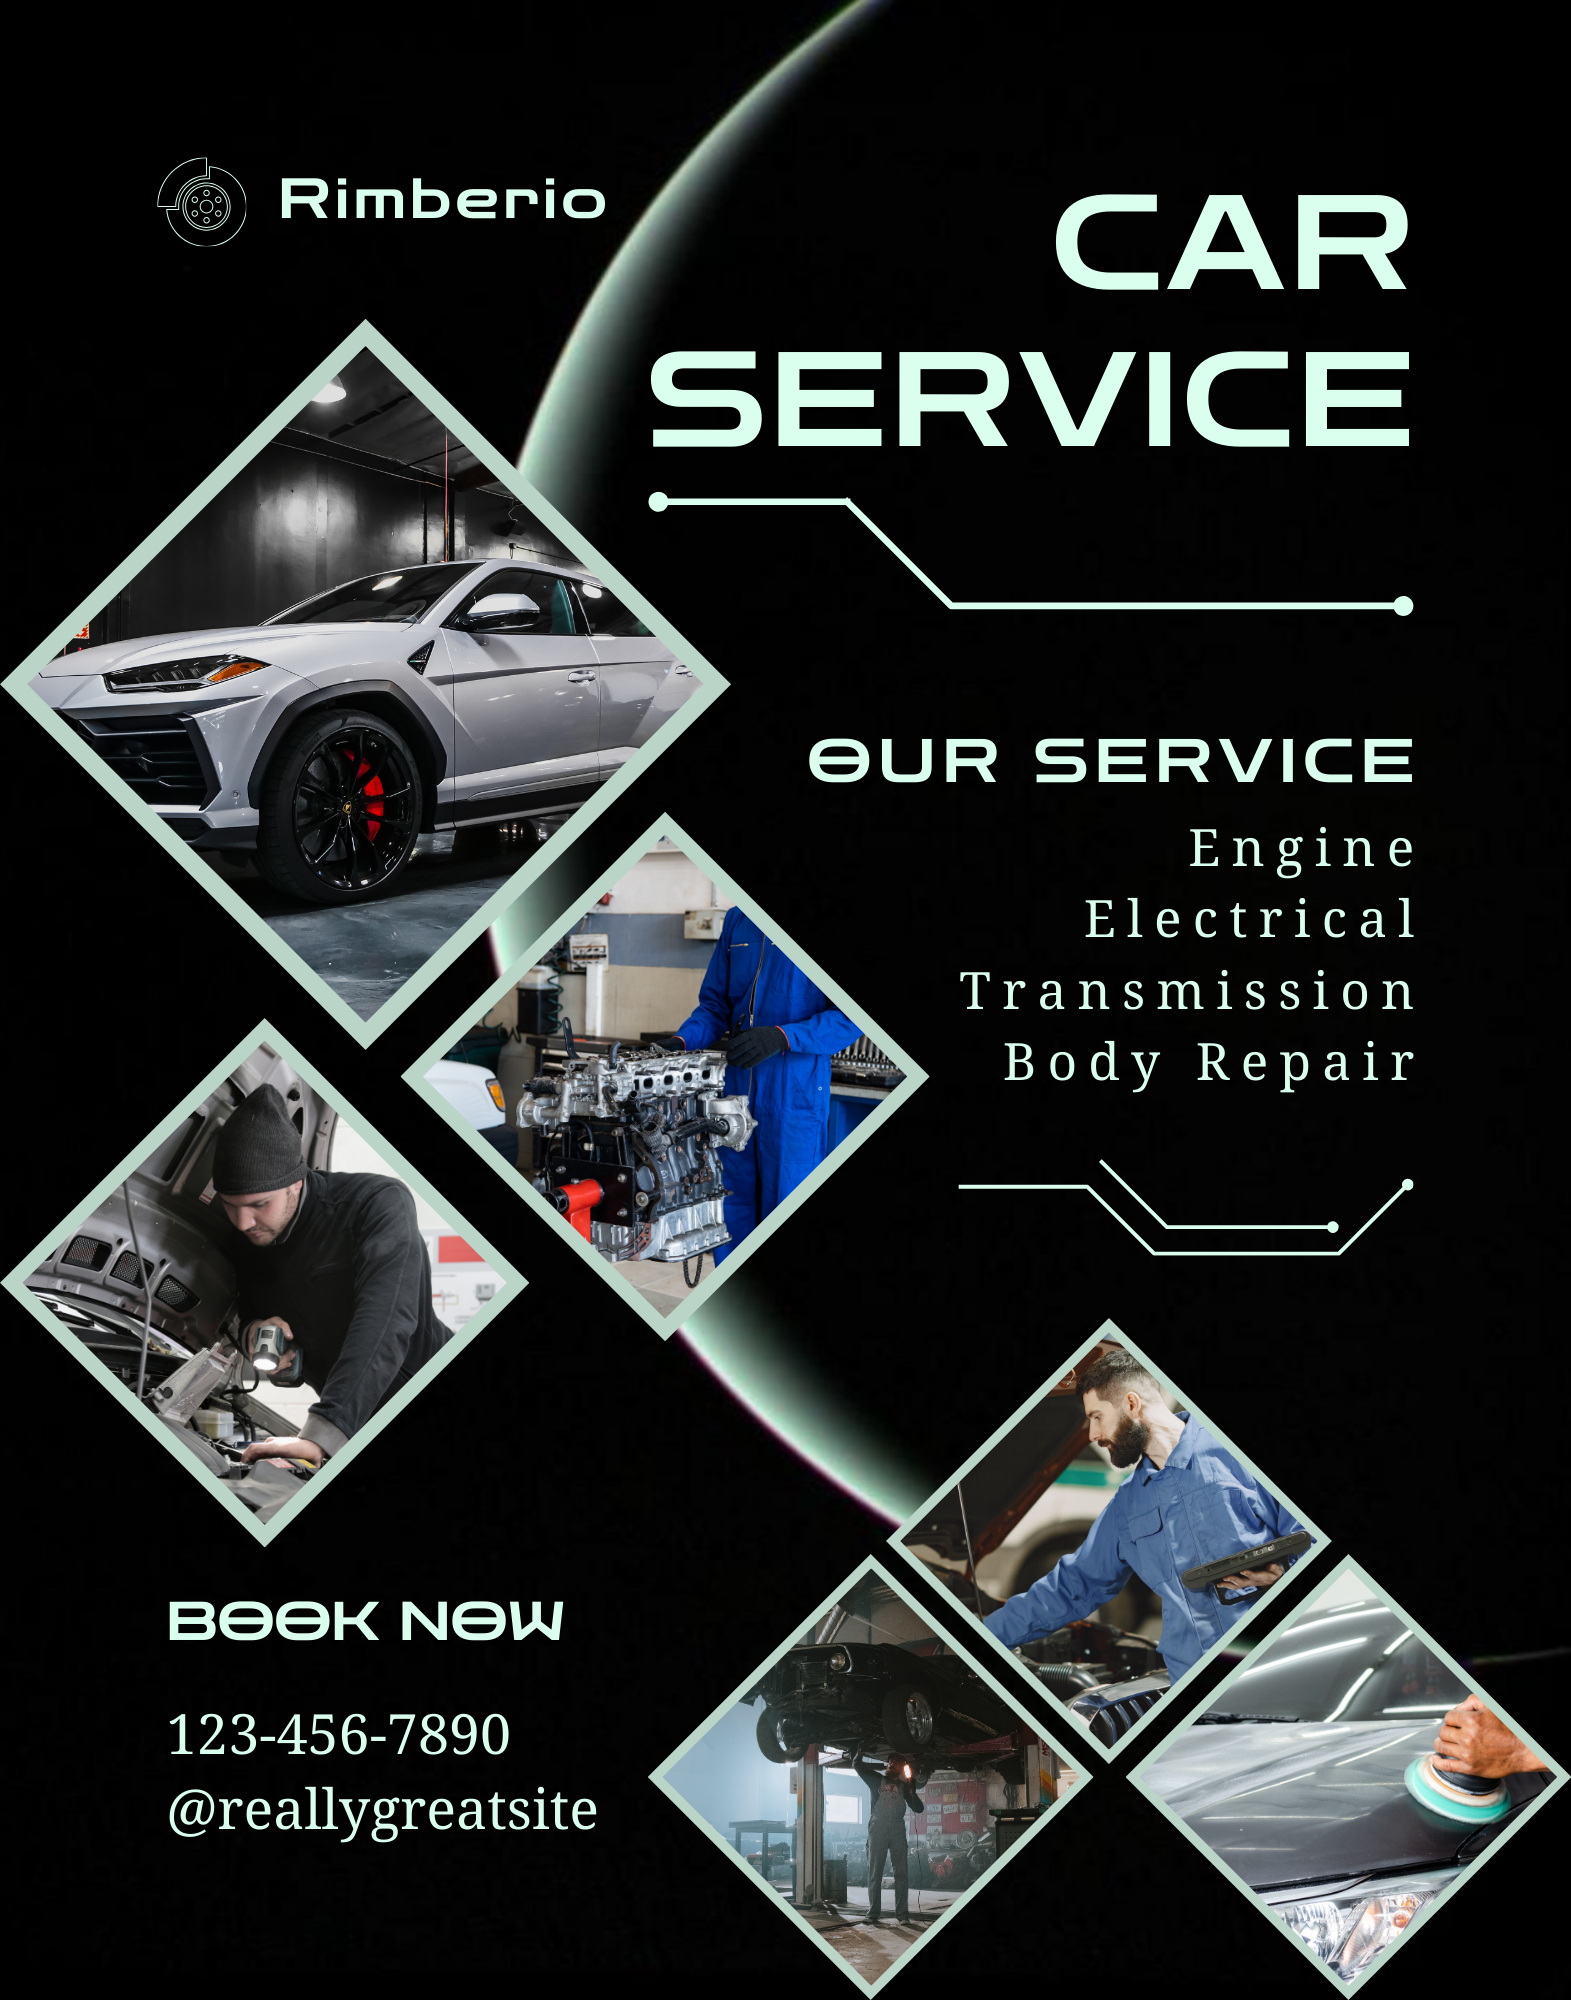 Rimberio
CAR
SERVICE
OUR SERVICE
Engine
Electrical
Transmission
Body Repair
BOOK NOW
123-456-7890
@reallygreatsite